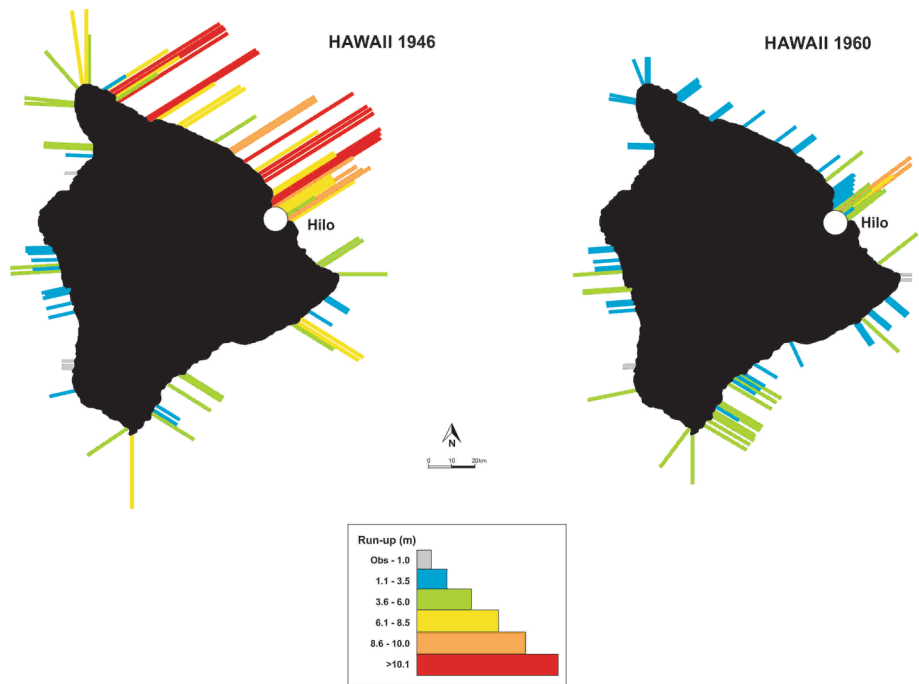 HAWAII 1946
HAWAII 1960
Hilo
Hilo
N
0 10 20km
Run-up (m)
Obs - 1.0
1.1 - 3.5
3.6 - 6.0
6.1 - 8.5
8.6 - 10.0
>10.1